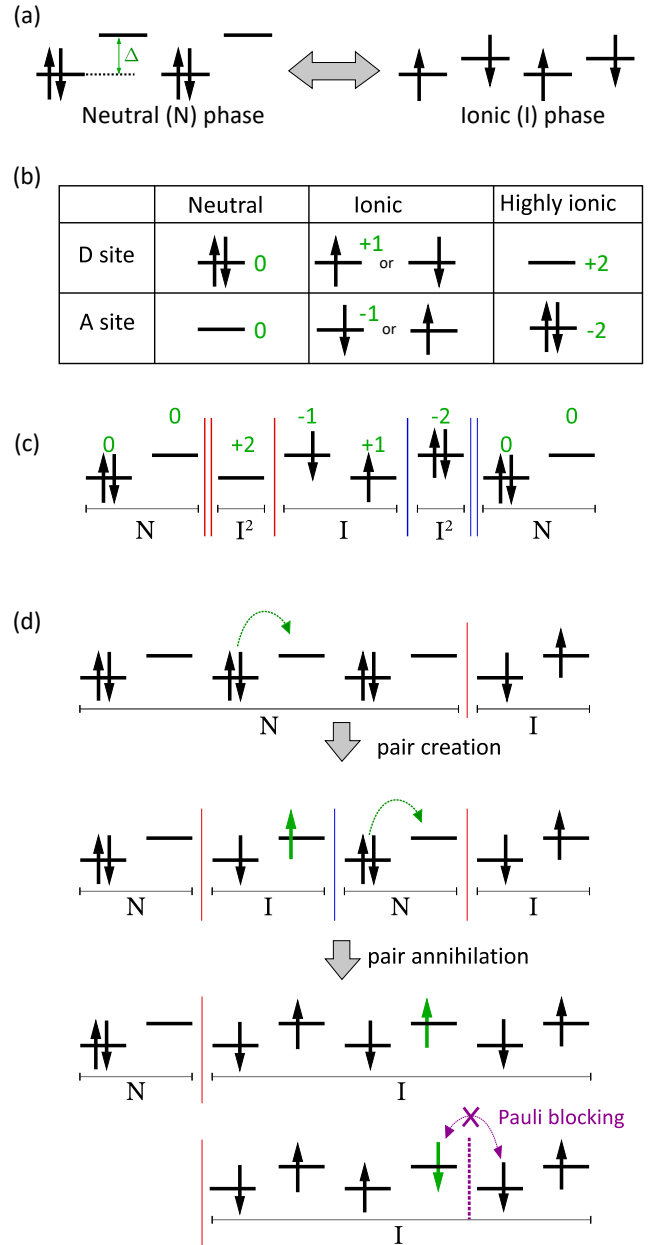 (a)
Δ
Neutral (N) phase
Ionic (I) phase
(b)
Neutral Ionic Highly ionic
D site 0 +1 or +2
A site 0 -1 or -2
(c)
0 0 +2 -1 +1 -2 0 0
N I² I I² N
(d)
N I
pair creation
N I N I
pair annihilation
N I
Pauli blocking
I